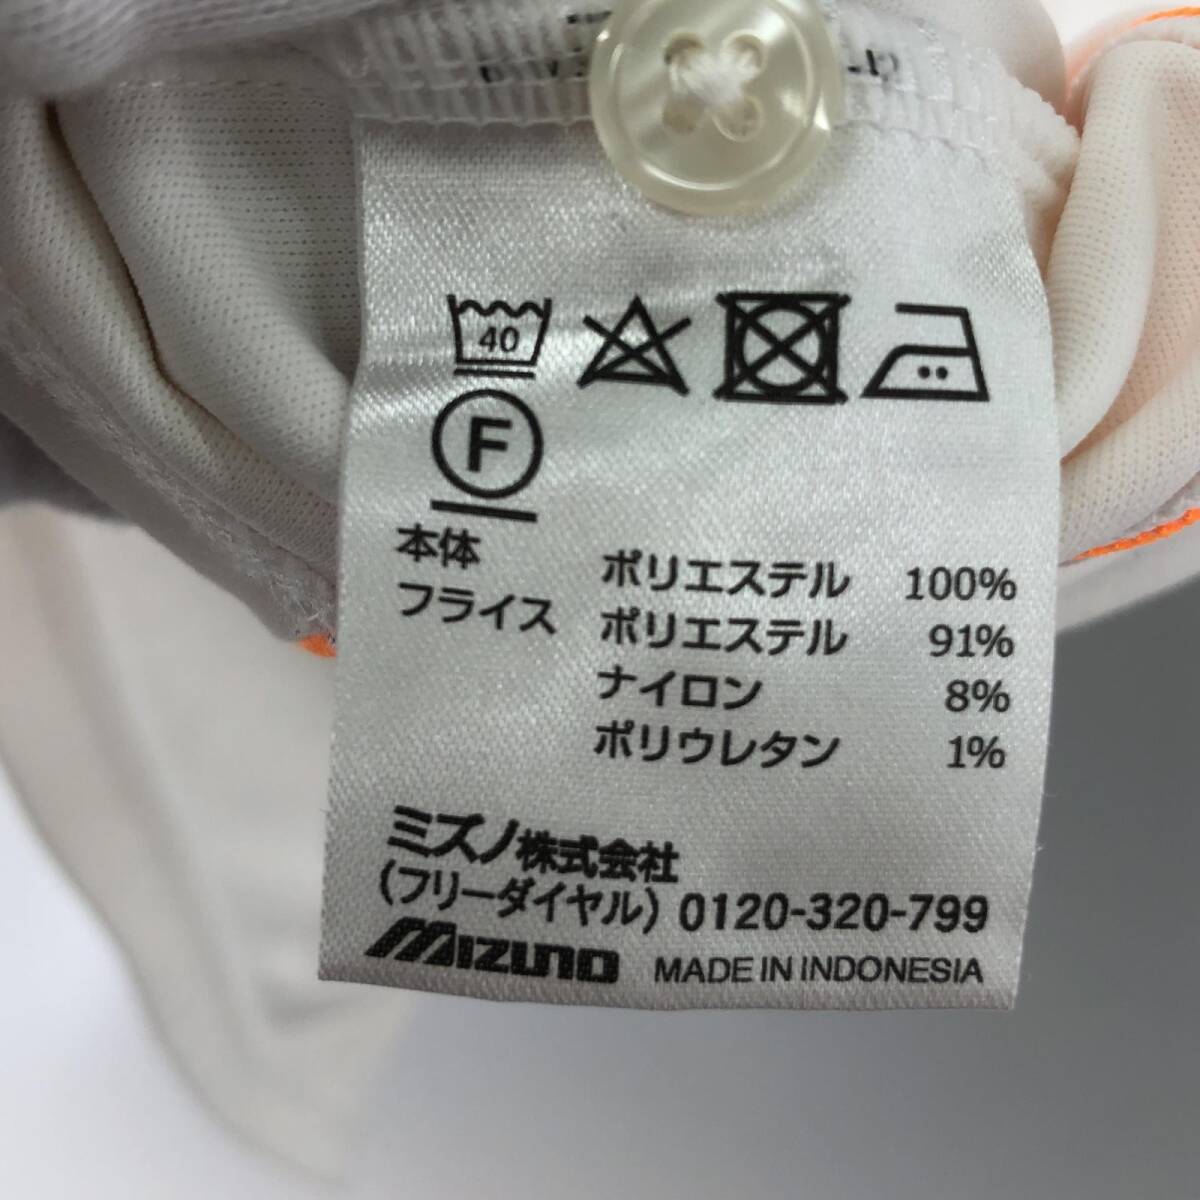 40
F
本体 ポリエステル 100%
フライス ポリエステル 91%
ナイロン 8%
ポリウレタン 1%
ミズノ株式会社
(フリーダイヤル) 0120-320-799
MIZUNO MADE IN INDONESIA